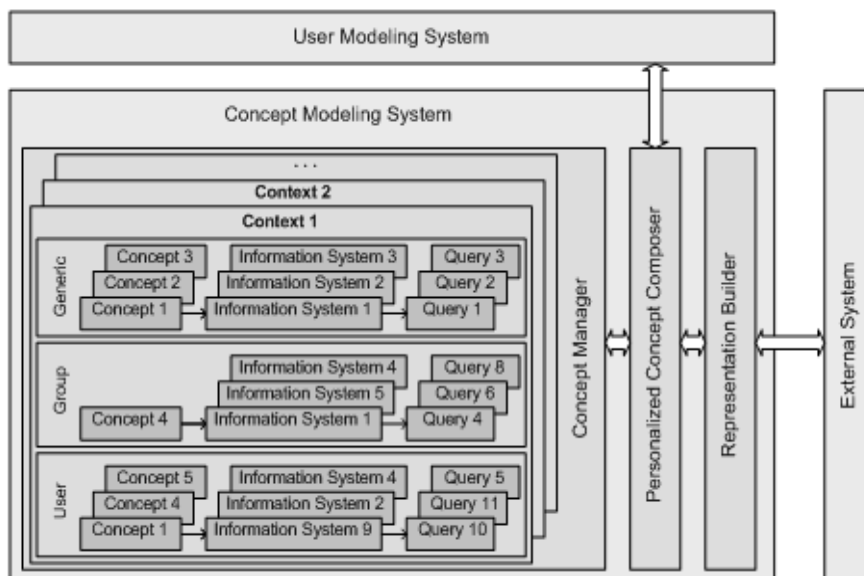 User Modeling System
Concept Modeling System
. . .
Context 2
Context 1
Generic
Concept 3
Information System 3
Query 3
Concept 2
Information System 2
Query 2
Concept 1
Information System 1
Query 1
Group
Information System 4
Query 8
Information System 5
Query 6
Concept 4
Information System 1
Query 4
User
Concept 5
Information System 4
Query 5
Concept 4
Information System 2
Query 11
Concept 1
Information System 9
Query 10
Concept Manager
Personalized Concept Composer
Representation Builder
External System